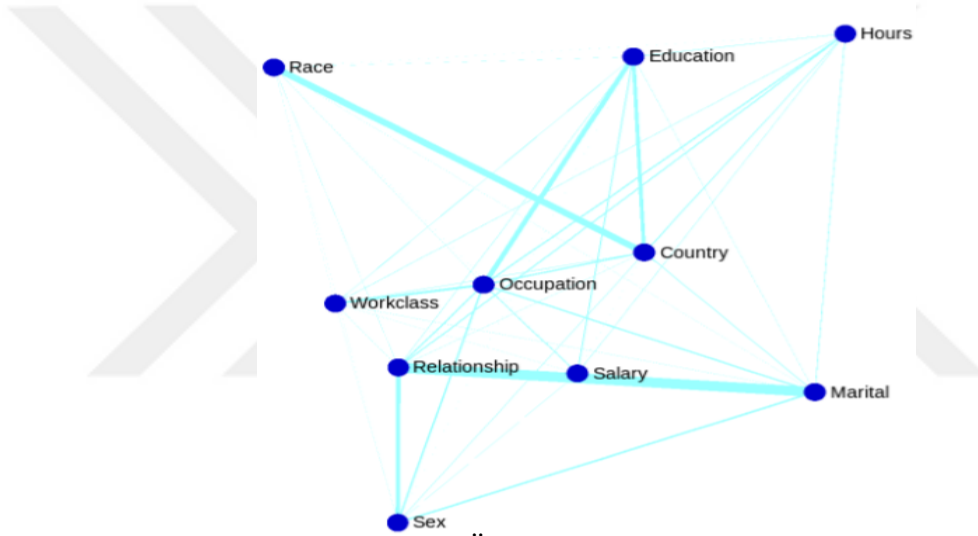 Hours
Education
Race
Country
Occupation
Workclass
Relationship
Salary
Marital
Sex